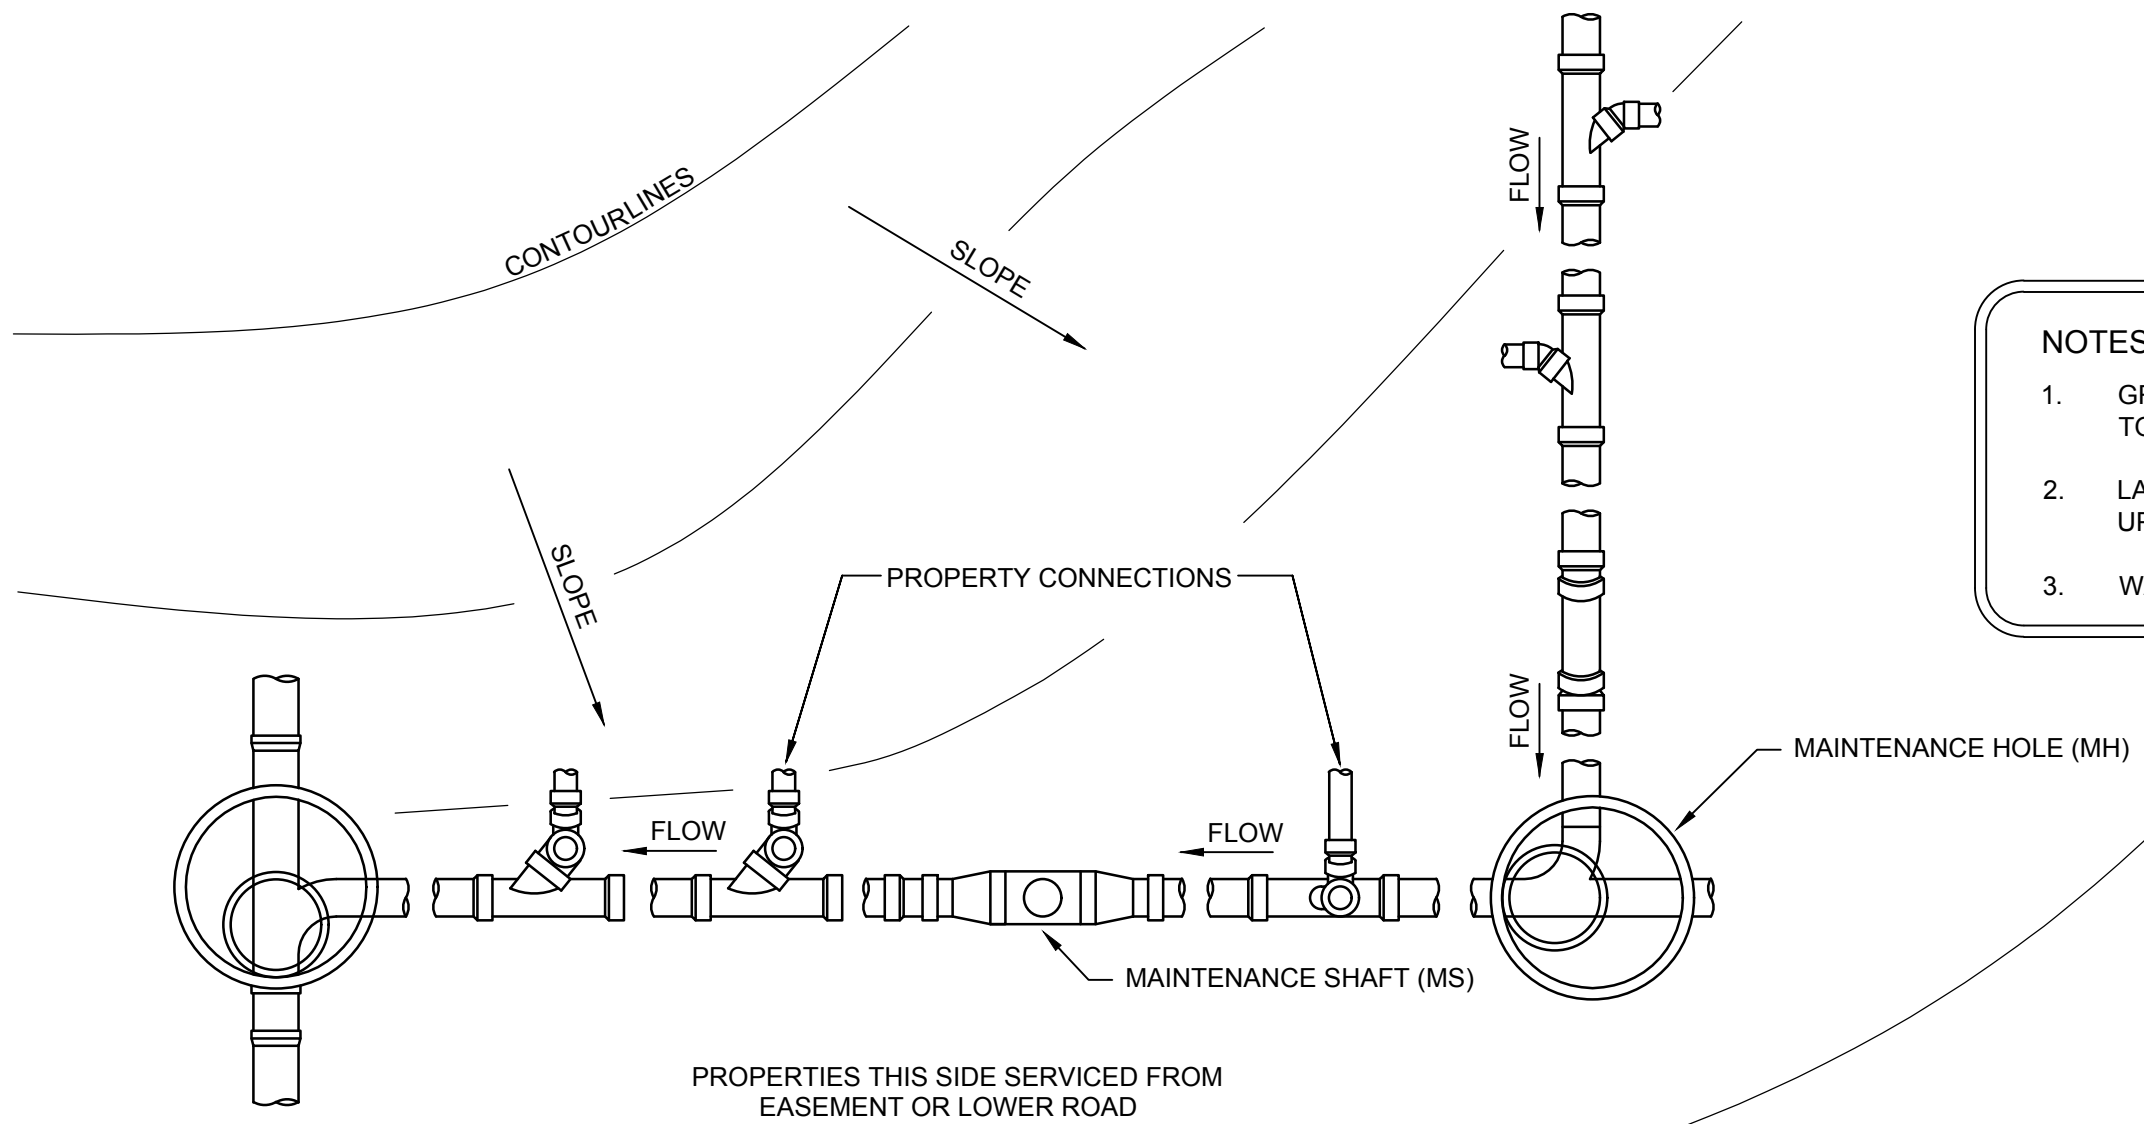 CONTOURLINES
SLOPE
FLOW
NOTES
1.
2.
3.
SLOPE
PROPERTY CONNECTIONS
FLOW
MAINTENANCE HOLE (MH)
FLOW
FLOW
MAINTENANCE SHAFT (MS)
PROPERTIES THIS SIDE SERVICED FROM
EASEMENT OR LOWER ROAD